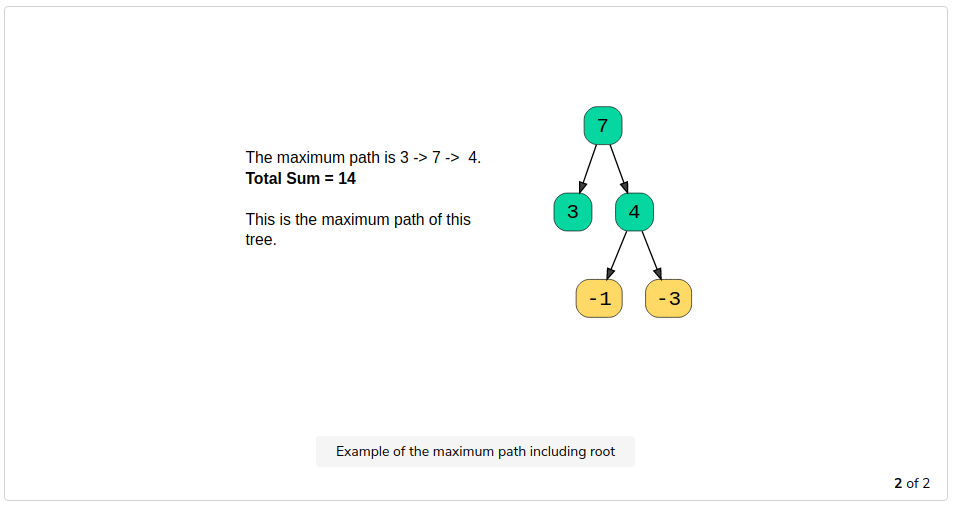 The maximum path is 3 -> 7 -> 4.
Total Sum = 14
This is the maximum path of this
tree.
7
3
4
-1
-3
Example of the maximum path including root
2 of 2